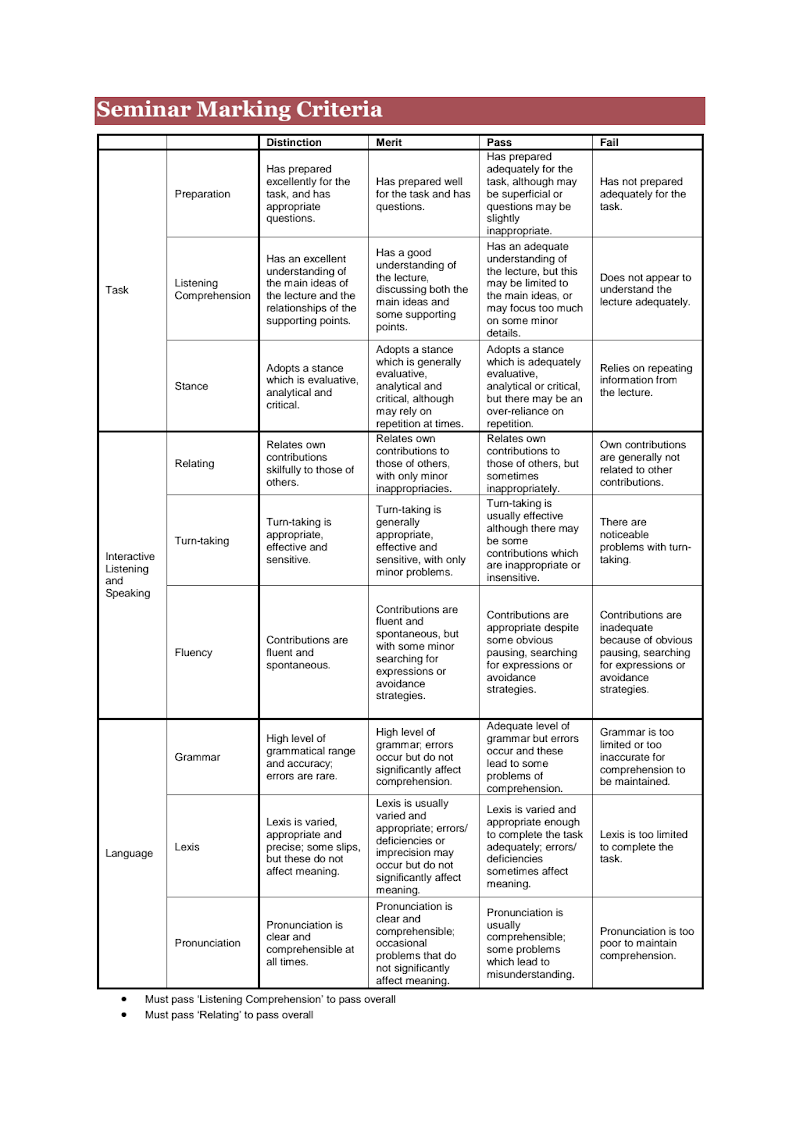 Seminar Marking Criteria
Distinction Merit Pass Fail
Task
Preparation
Has prepared
excellently for the
task, and has
appropriate
questions.
Has prepared well
for the task and has
questions.
Has prepared
adequately for the
task, although may
be superficial or
questions may be
slightly
inappropriate.
Has not prepared
adequately for the
task.
Listening
Comprehension
Has an excellent
understanding of
the main ideas of
the lecture and the
relationships of the
supporting points.
Has a good
understanding of
the lecture,
discussing both the
main ideas and
some supporting
points.
Has an adequate
understanding of
the lecture, but this
may be limited to
the main ideas, or
may focus too much
on some minor
details.
Does not appear to
understand the
lecture adequately.
Stance
Adopts a stance
which is evaluative,
analytical and
critical.
Adopts a stance
which is generally
evaluative,
analytical and
critical, although
may rely on
repetition at times.
Adopts a stance
which is adequately
evaluative,
analytical or critical,
but there may be an
over-reliance on
repetition.
Relies on repeating
information from
the lecture.
Interactive
Listening
and
Speaking
Relating
Relates own
contributions
skilfully to those of
others.
Relates own
contributions to
those of others,
with only minor
inappropriacies.
Relates own
contributions to
those of others, but
sometimes
inappropriately.
Own contributions
are generally not
related to other
contributions.
Turn-taking
Turn-taking is
appropriate,
effective and
sensitive.
Turn-taking is
generally
appropriate,
effective and
sensitive, with only
minor problems.
Turn-taking is
usually effective
although there may
be some
contributions which
are inappropriate or
insensitive.
There are
noticeable
problems with turn-
taking.
Fluency
Contributions are
fluent and
spontaneous.
Contributions are
fluent and
spontaneous, but
with some minor
searching for
expressions or
avoidance
strategies.
Contributions are
appropriate despite
some obvious
pausing, searching
for expressions or
avoidance
strategies.
Contributions are
inadequate
because of obvious
pausing, searching
for expressions or
avoidance
strategies.
Language
Grammar
High level of
grammatical range
and accuracy;
errors are rare.
High level of
grammar; errors
occur but do not
significantly affect
comprehension.
Adequate level of
grammar but errors
occur and these
lead to some
problems of
comprehension.
Grammar is too
limited or too
inaccurate for
comprehension to
be maintained.
Lexis
Lexis is varied,
appropriate and
precise; some slips,
but these do not
affect meaning.
Lexis is usually
varied and
appropriate; errors/
deficiencies or
imprecision may
occur but do not
significantly affect
meaning.
Lexis is varied and
appropriate enough
to complete the task
adequately; errors/
deficiencies
sometimes affect
meaning.
Lexis is too limited
to complete the
task.
Pronunciation
Pronunciation is
clear and
comprehensible at
all times.
Pronunciation is
clear and
comprehensible;
occasional
problems that do
not significantly
affect meaning.
Pronunciation is
usually
comprehensible;
some problems
which lead to
misunderstanding.
Pronunciation is too
poor to maintain
comprehension.
• Must pass ‘Listening Comprehension’ to pass overall
• Must pass ‘Relating’ to pass overall